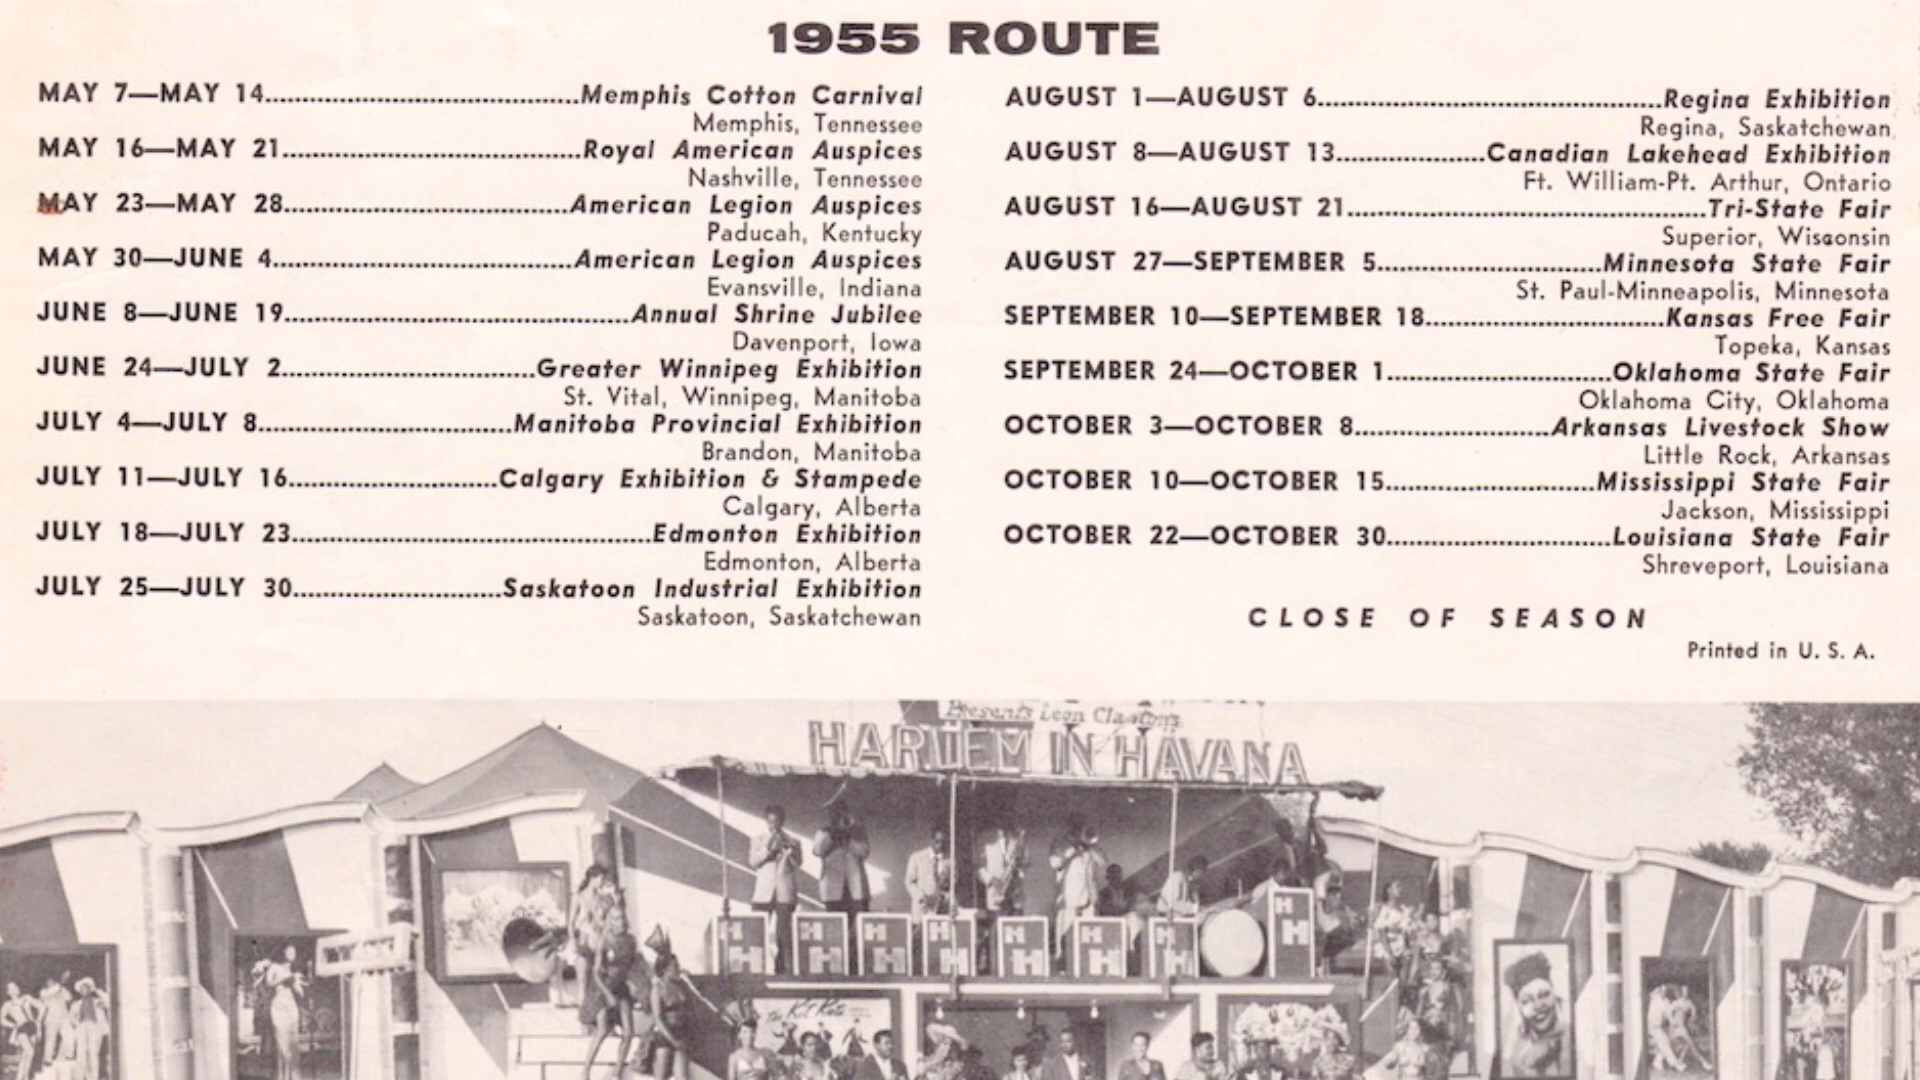 1955 ROUTE
MAY 7—MAY 14......................................Memphis Cotton Carnival
Memphis, Tennessee
MAY 16—MAY 21....................................Royal American Auspices
Nashville, Tennessee
MAY 23—MAY 28..................................American Legion Auspices
Paducah, Kentucky
MAY 30—JUNE 4....................................American Legion Auspices
Evansville, Indiana
JUNE 8—JUNE 19.........................................Annual Shrine Jubilee
Davenport, Iowa
JUNE 24—JULY 2..............................Greater Winnipeg Exhibition
St. Vital, Winnipeg, Manitoba
JULY 4—JULY 8..............................Manitoba Provincial Exhibition
Brandon, Manitoba
JULY 11—JULY 16.........................Calgary Exhibition & Stampede
Calgary, Alberta
JULY 18—JULY 23...........................................Edmonton Exhibition
Edmonton, Alberta
JULY 25—JULY 30.........................Saskatoon Industrial Exhibition
Saskatoon, Saskatchewan
AUGUST 1—AUGUST 6.........................................Regina Exhibition
Regina, Saskatchewan
AUGUST 8—AUGUST 13..................Canadian Lakehead Exhibition
Ft. William-Pt. Arthur, Ontario
AUGUST 16—AUGUST 21...........................................Tri-State Fair
Superior, Wisconsin
AUGUST 27—SEPTEMBER 5...........................Minnesota State Fair
St. Paul-Minneapolis, Minnesota
SEPTEMBER 10—SEPTEMBER 18.............................Kansas Free Fair
Topeka, Kansas
SEPTEMBER 24—OCTOBER 1...........................Oklahoma State Fair
Oklahoma City, Oklahoma
OCTOBER 3—OCTOBER 8........................Arkansas Livestock Show
Little Rock, Arkansas
OCTOBER 10—OCTOBER 15.........................Mississippi State Fair
Jackson, Mississippi
OCTOBER 22—OCTOBER 30...........................Louisiana State Fair
Shreveport, Louisiana
CLOSE OF SEASON
Printed in U. S. A.
Presents Leon Claxton's
HARLEM IN HAVANA
H H H H H H H H
H H H H H H H H
The Kit Kats